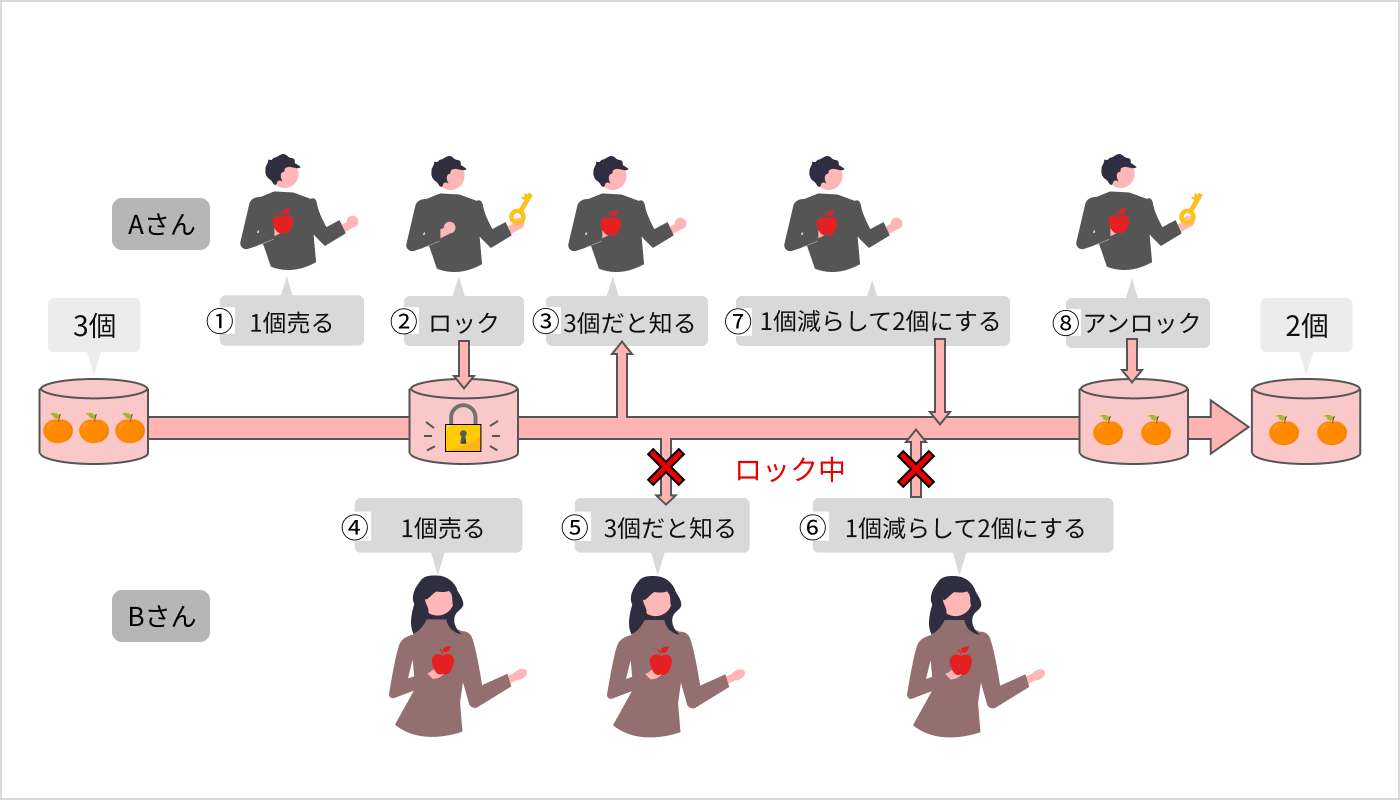 Aさん
3個
① 1個売る
② ロック
③ 3個だと知る
⑦ 1個減らして2個にする
⑧ アンロック
2個
ロック中
④ 1個売る
⑤ 3個だと知る
⑥ 1個減らして2個にする
Bさん